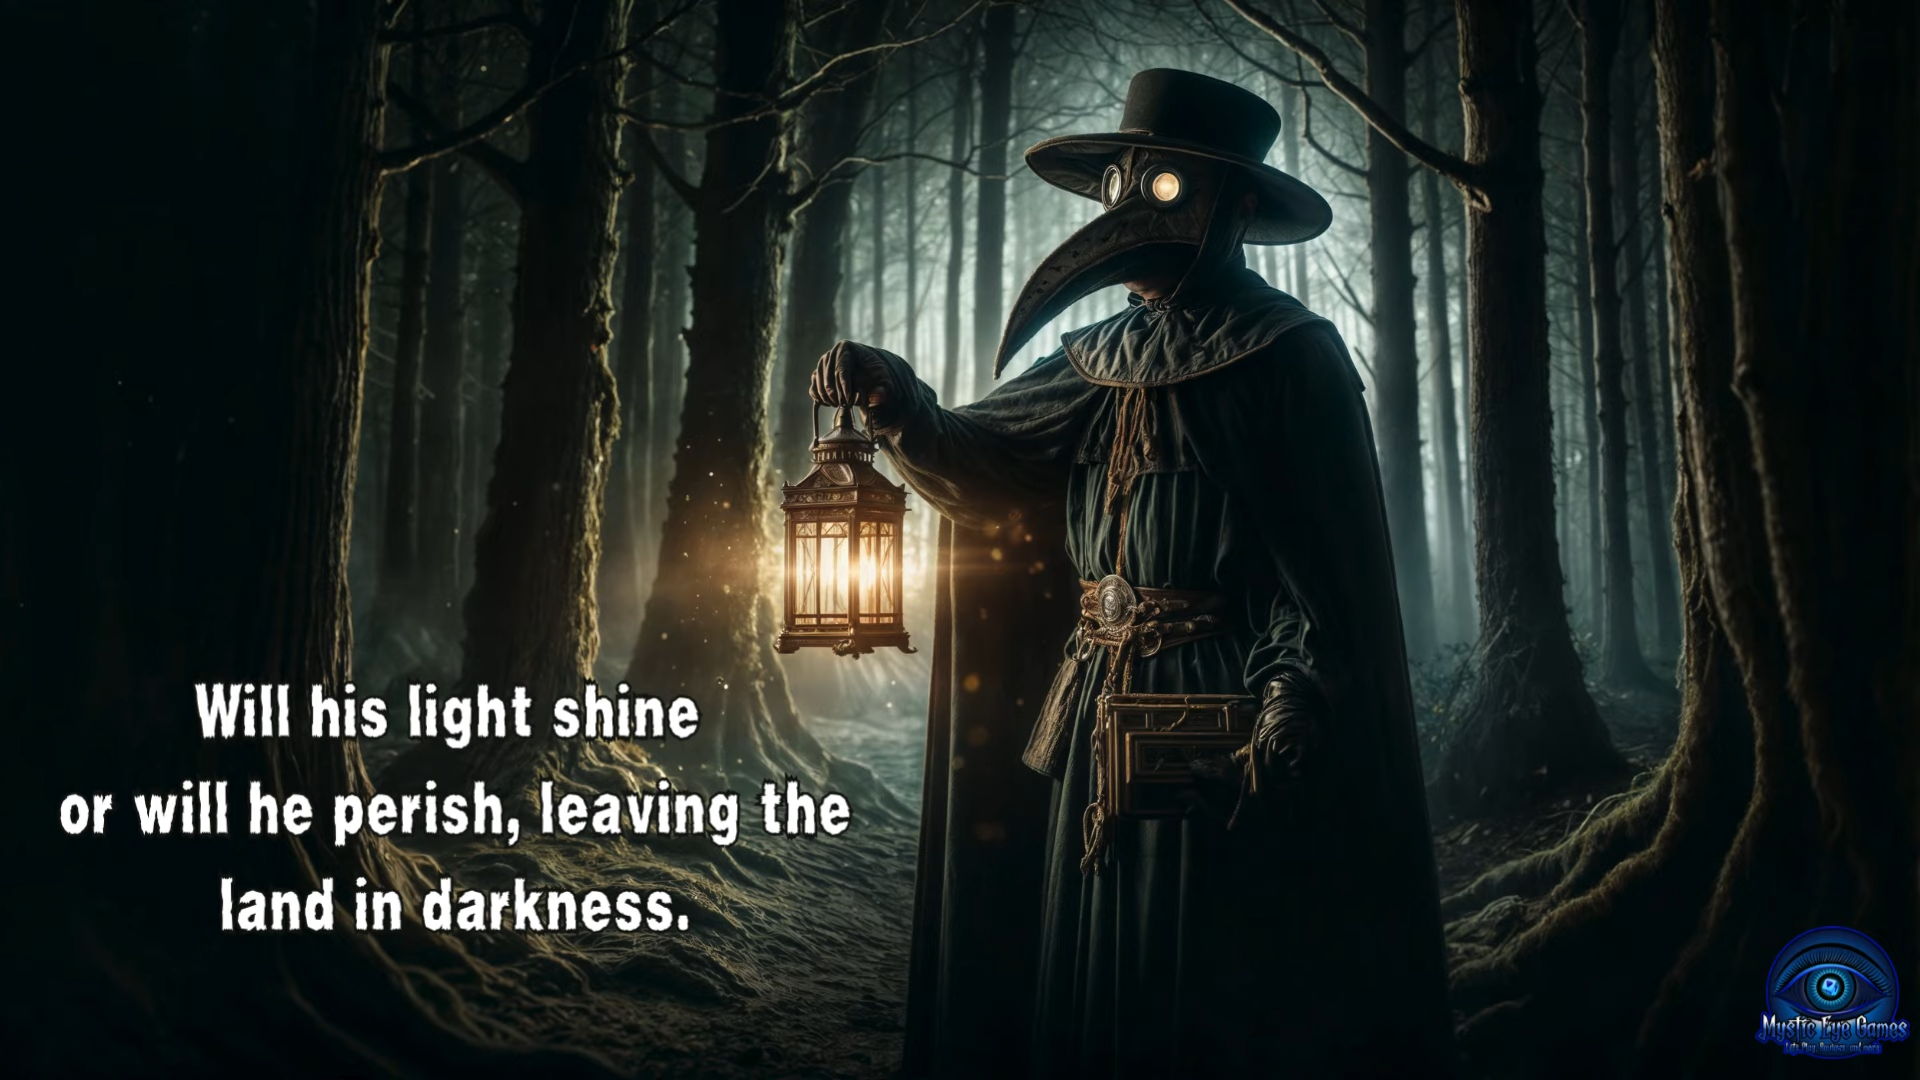 Will his light shine
or will he perish, leaving the
land in darkness.
Mystic Eye Games